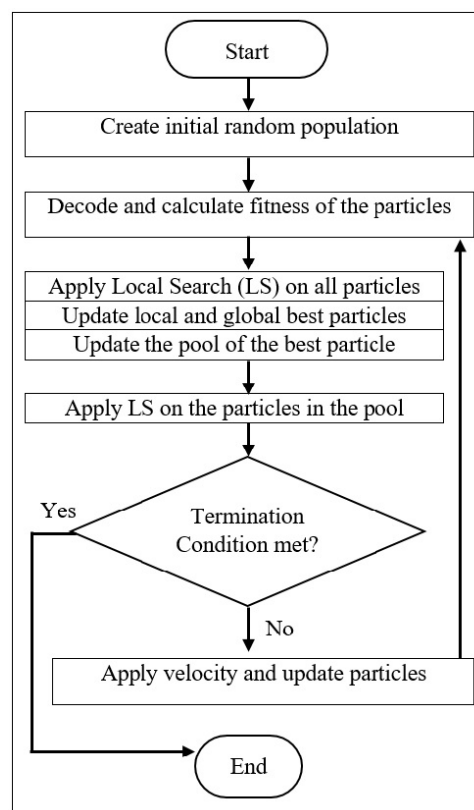 Start
Create initial random population
Decode and calculate fitness of the particles
Apply Local Search (LS) on all particles
Update local and global best particles
Update the pool of the best particle
Apply LS on the particles in the pool
Yes
Termination
Condition met?
No
Apply velocity and update particles
End